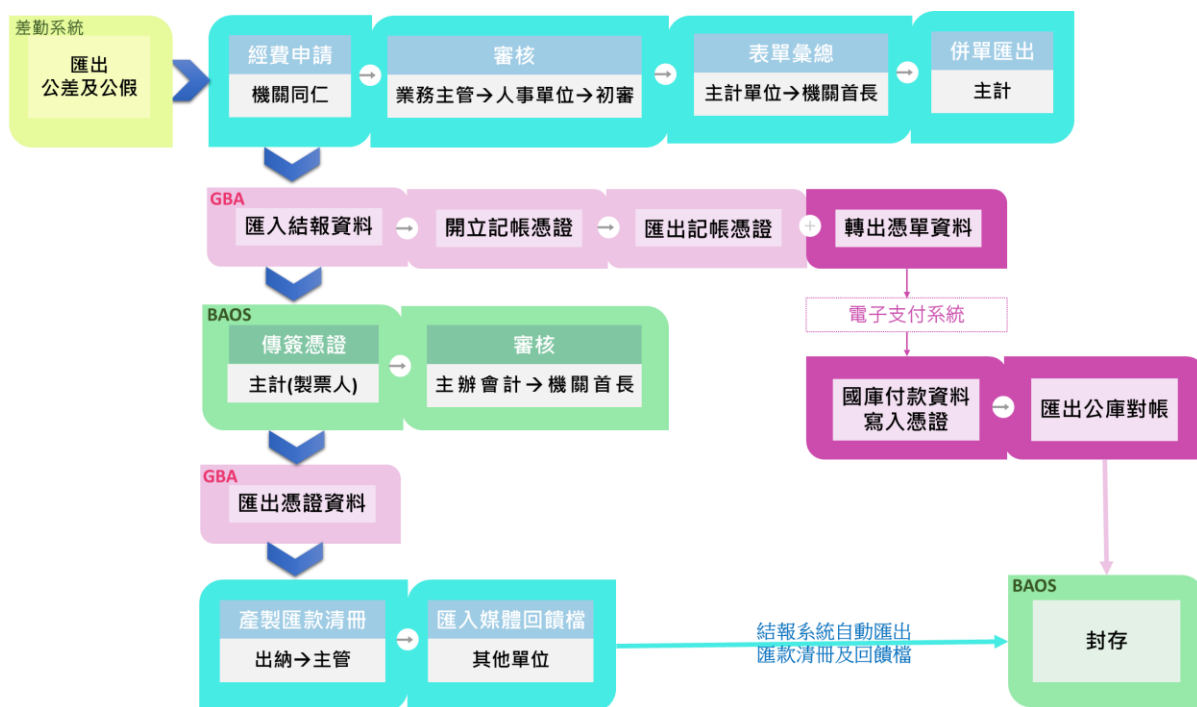 差勤系統
匯出
公差及公假
經費申請
機關同仁
審核
業務主管→人事單位→初審
表單彙總
主計單位→機關首長
併單匯出
主計
GBA
匯入結報資料
開立記帳憑證
匯出記帳憑證
轉出憑單資料
電子支付系統
BAOS
傳簽憑證
主計(製票人)
審核
主辦會計→機關首長
國庫付款資料
寫入憑證
匯出公庫對帳
GBA
匯出憑證資料
產製匯款清冊
出納→主管
匯入媒體回饋檔
其他單位
結報系統自動匯出
匯款清冊及回饋檔
BAOS
封存